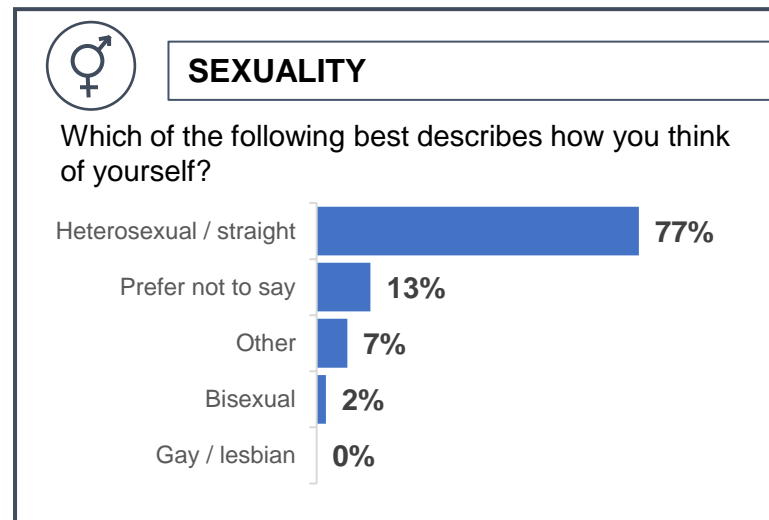 SEXUALITY
Which of the following best describes how you think
of yourself?
Heterosexual / straight 77%
Prefer not to say 13%
Other 7%
Bisexual 2%
Gay / lesbian 0%